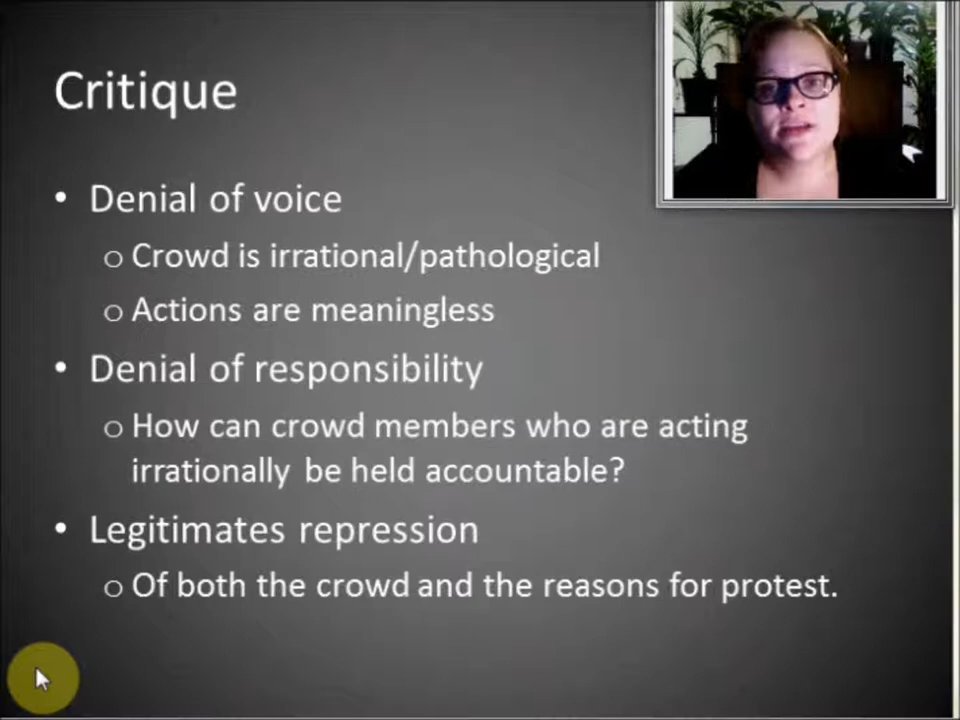 Critique
• Denial of voice
o Crowd is irrational/pathological
o Actions are meaningless
• Denial of responsibility
o How can crowd members who are acting
irrationally be held accountable?
• Legitimates repression
o Of both the crowd and the reasons for protest.